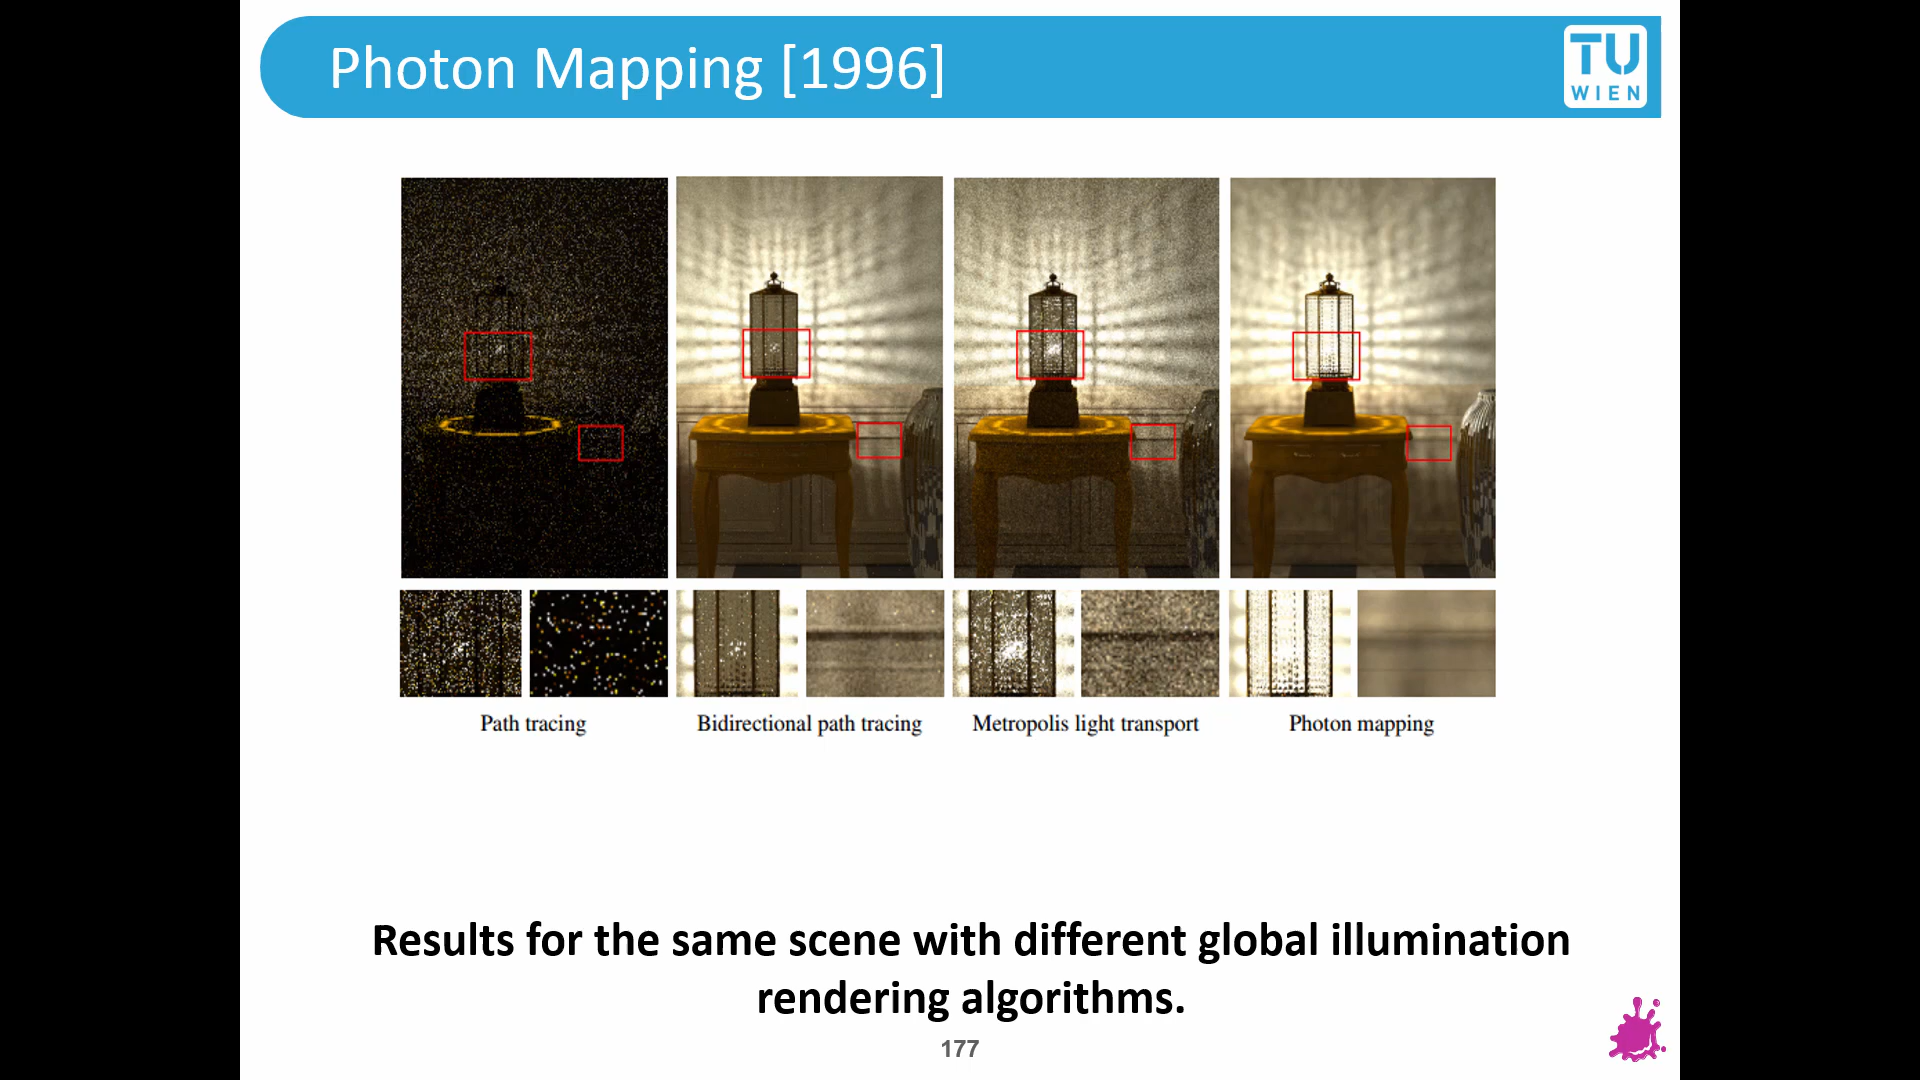 Photon Mapping [1996]
TU
WIEN
Path tracing
Bidirectional path tracing
Metropolis light transport
Photon mapping
Results for the same scene with different global illumination
rendering algorithms.
177